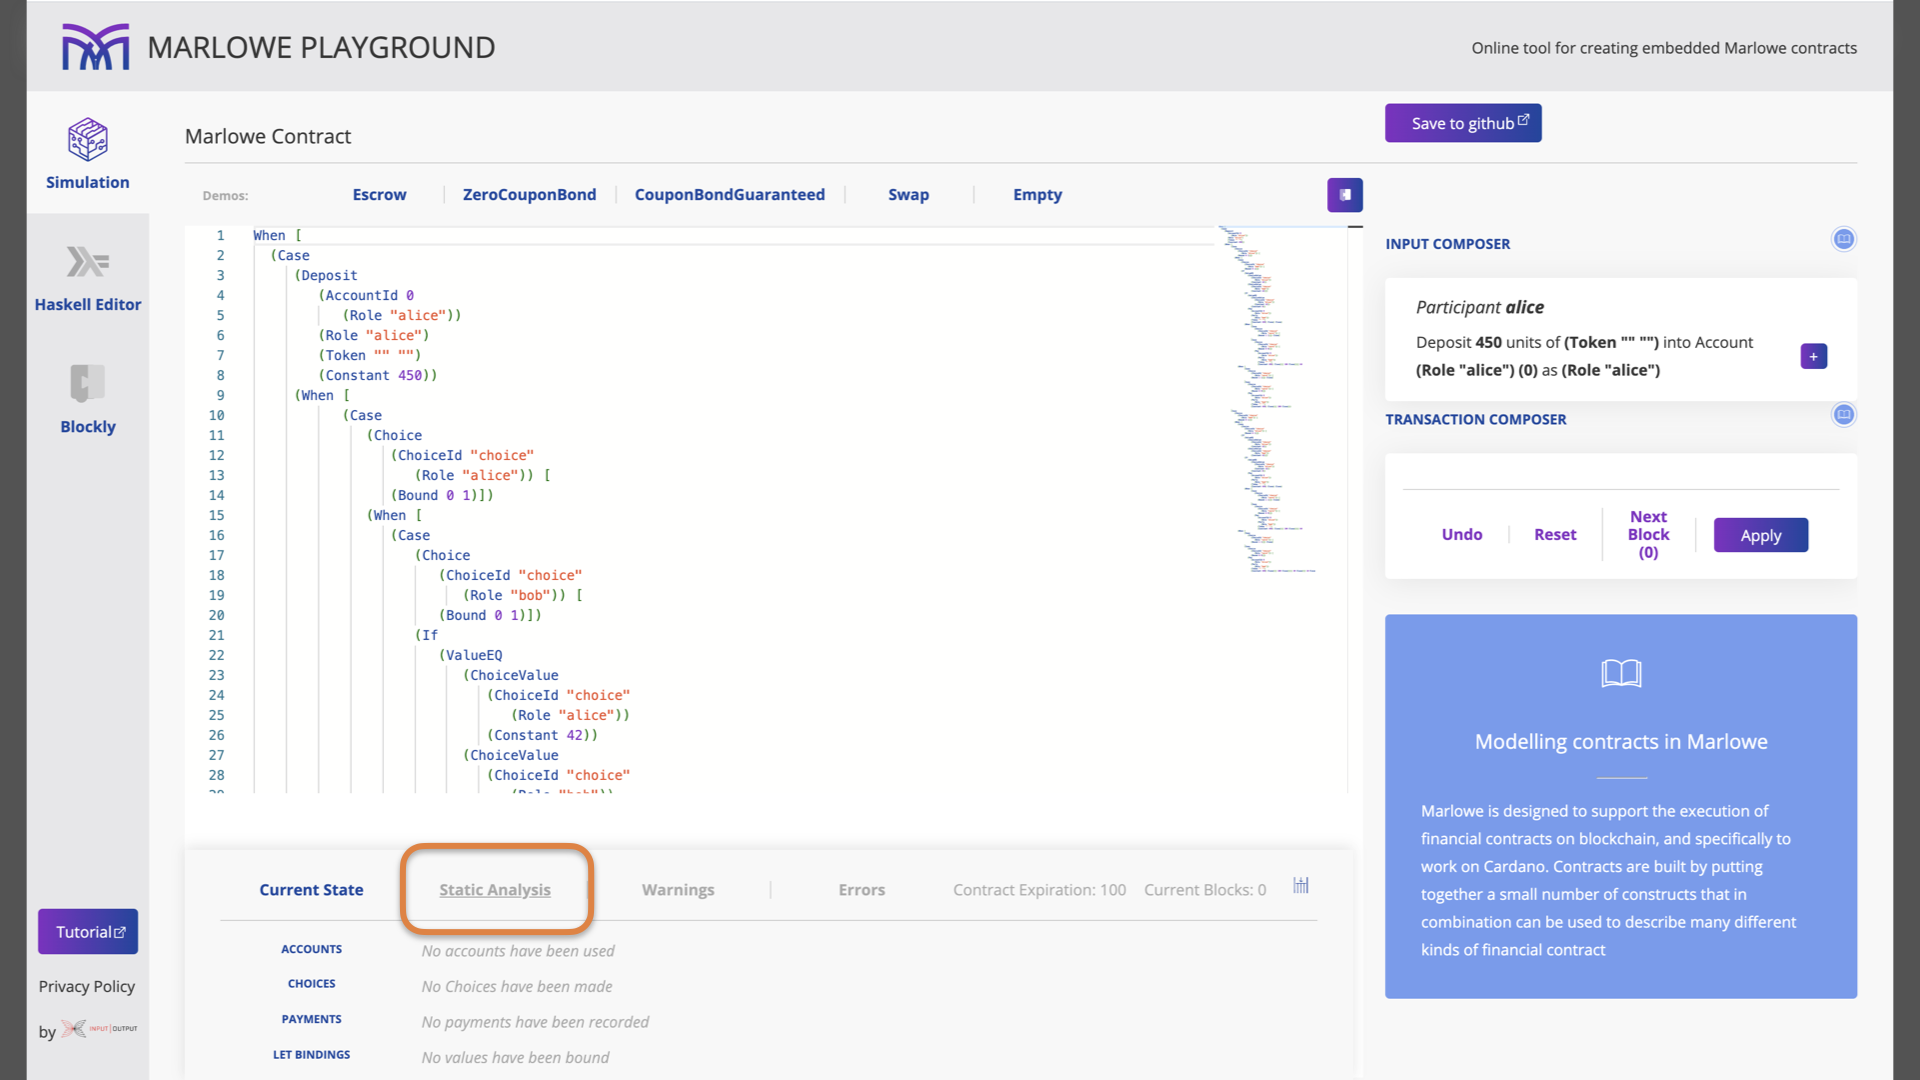 MARLOWE PLAYGROUND
Online tool for creating embedded Marlowe contracts
Simulation
Haskell Editor
Blockly
Tutorial
Privacy Policy
by INPUT|OUTPUT
Marlowe Contract
Save to github
Demos:
Escrow
ZeroCouponBond
CouponBondGuaranteed
Swap
Empty
1 When [
2 (Case
3 (Deposit
4 (AccountId 0
5 (Role "alice"))
6 (Role "alice")
7 (Token "" "")
8 (Constant 450))
9 (When [
10 (Case
11 (Choice
12 (ChoiceId "choice"
13 (Role "alice")) [
14 (Bound 0 1)])
15 (When [
16 (Case
17 (Choice
18 (ChoiceId "choice"
19 (Role "bob")) [
20 (Bound 0 1)])
21 (If
22 (ValueEQ
23 (ChoiceValue
24 (ChoiceId "choice"
25 (Role "alice"))
26 (Constant 42))
27 (ChoiceValue
28 (ChoiceId "choice"
29 (Role "bob"))
Current State
Static Analysis
Warnings
Errors
Contract Expiration: 100
Current Blocks: 0
ACCOUNTS
No accounts have been used
CHOICES
No Choices have been made
PAYMENTS
No payments have been recorded
LET BINDINGS
No values have been bound
INPUT COMPOSER
Participant alice
Deposit 450 units of (Token "" "") into Account
(Role "alice") (0) as (Role "alice")
+
TRANSACTION COMPOSER
Undo
Reset
Next
Block
(0)
Apply
Modelling contracts in Marlowe
Marlowe is designed to support the execution of
financial contracts on blockchain, and specifically to
work on Cardano. Contracts are built by putting
together a small number of constructs that in
combination can be used to describe many different
kinds of financial contract